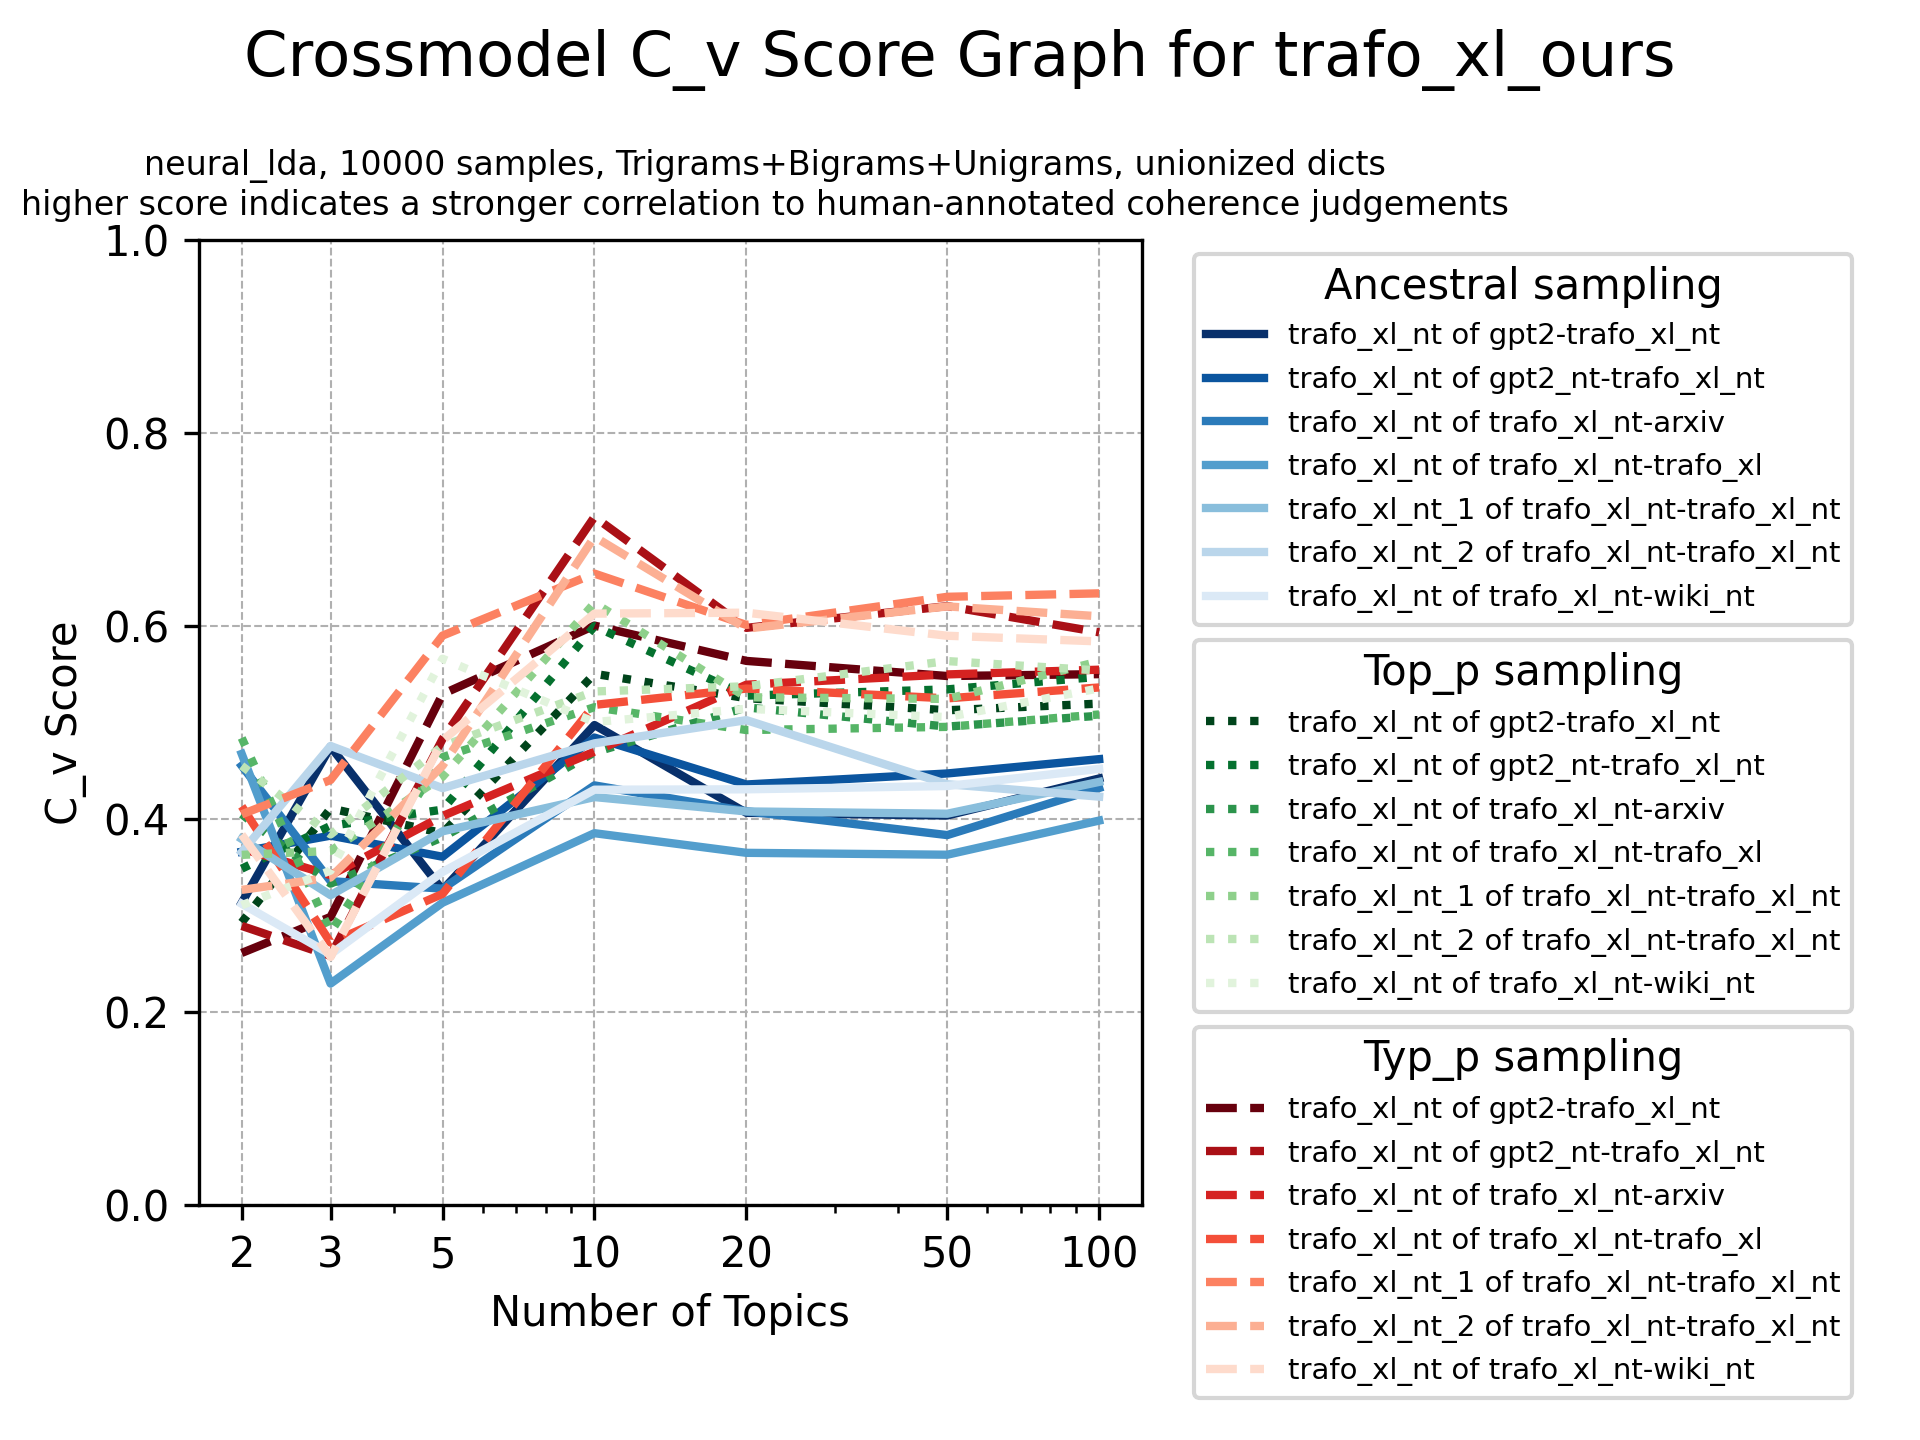 Crossmodel C_v Score Graph for trafo_xl_ours
neural_lda, 10000 samples, Trigrams+Bigrams+Unigrams, unionized dicts
higher score indicates a stronger correlation to human-annotated coherence judgements
1.0
0.8
0.6
0.4
0.2
0.0
C_v Score
2 3 5 10 20 50 100
Number of Topics
Ancestral sampling
trafo_xl_nt of gpt2-trafo_xl_nt
trafo_xl_nt of gpt2_nt-trafo_xl_nt
trafo_xl_nt of trafo_xl_nt-arxiv
trafo_xl_nt of trafo_xl_nt-trafo_xl
trafo_xl_nt_1 of trafo_xl_nt-trafo_xl_nt
trafo_xl_nt_2 of trafo_xl_nt-trafo_xl_nt
trafo_xl_nt of trafo_xl_nt-wiki_nt
Top_p sampling
trafo_xl_nt of gpt2-trafo_xl_nt
trafo_xl_nt of gpt2_nt-trafo_xl_nt
trafo_xl_nt of trafo_xl_nt-arxiv
trafo_xl_nt of trafo_xl_nt-trafo_xl
trafo_xl_nt_1 of trafo_xl_nt-trafo_xl_nt
trafo_xl_nt_2 of trafo_xl_nt-trafo_xl_nt
trafo_xl_nt of trafo_xl_nt-wiki_nt
Typ_p sampling
trafo_xl_nt of gpt2-trafo_xl_nt
trafo_xl_nt of gpt2_nt-trafo_xl_nt
trafo_xl_nt of trafo_xl_nt-arxiv
trafo_xl_nt of trafo_xl_nt-trafo_xl
trafo_xl_nt_1 of trafo_xl_nt-trafo_xl_nt
trafo_xl_nt_2 of trafo_xl_nt-trafo_xl_nt
trafo_xl_nt of trafo_xl_nt-wiki_nt